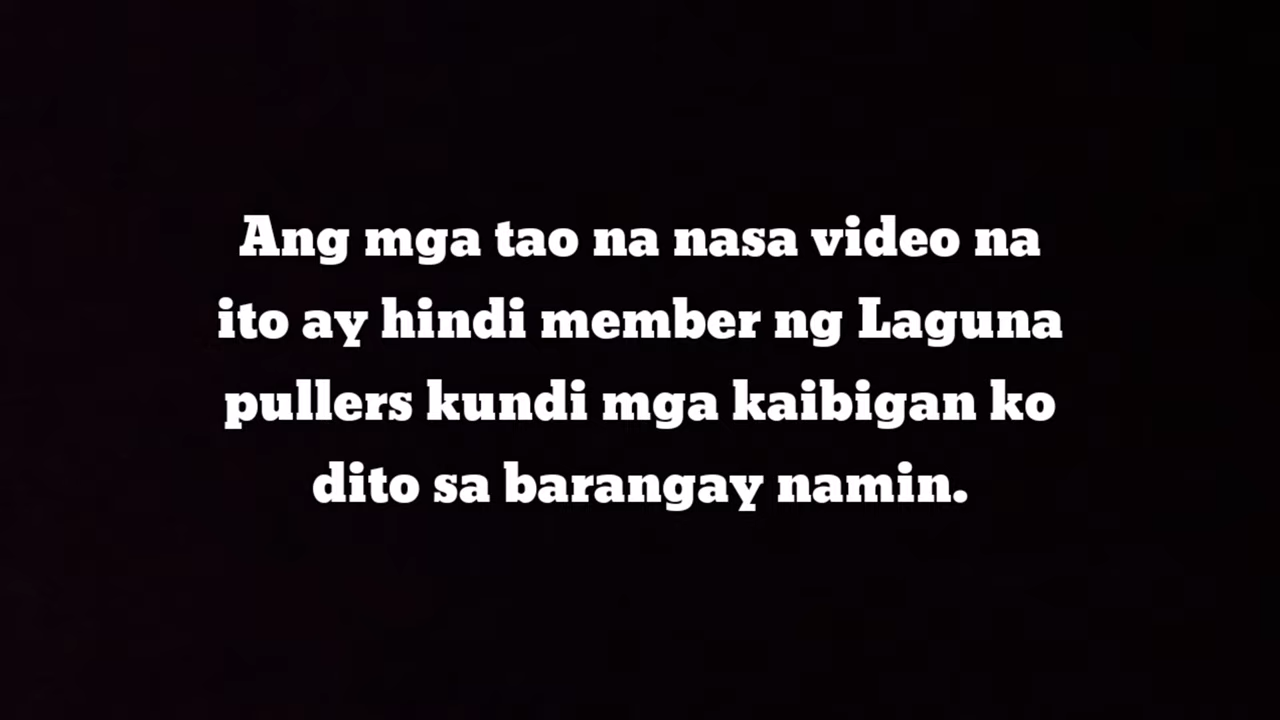 Ang mga tao na nasa video na
ito ay hindi member ng Laguna
pullers kundi mga kaibigan ko
dito sa barangay namin.